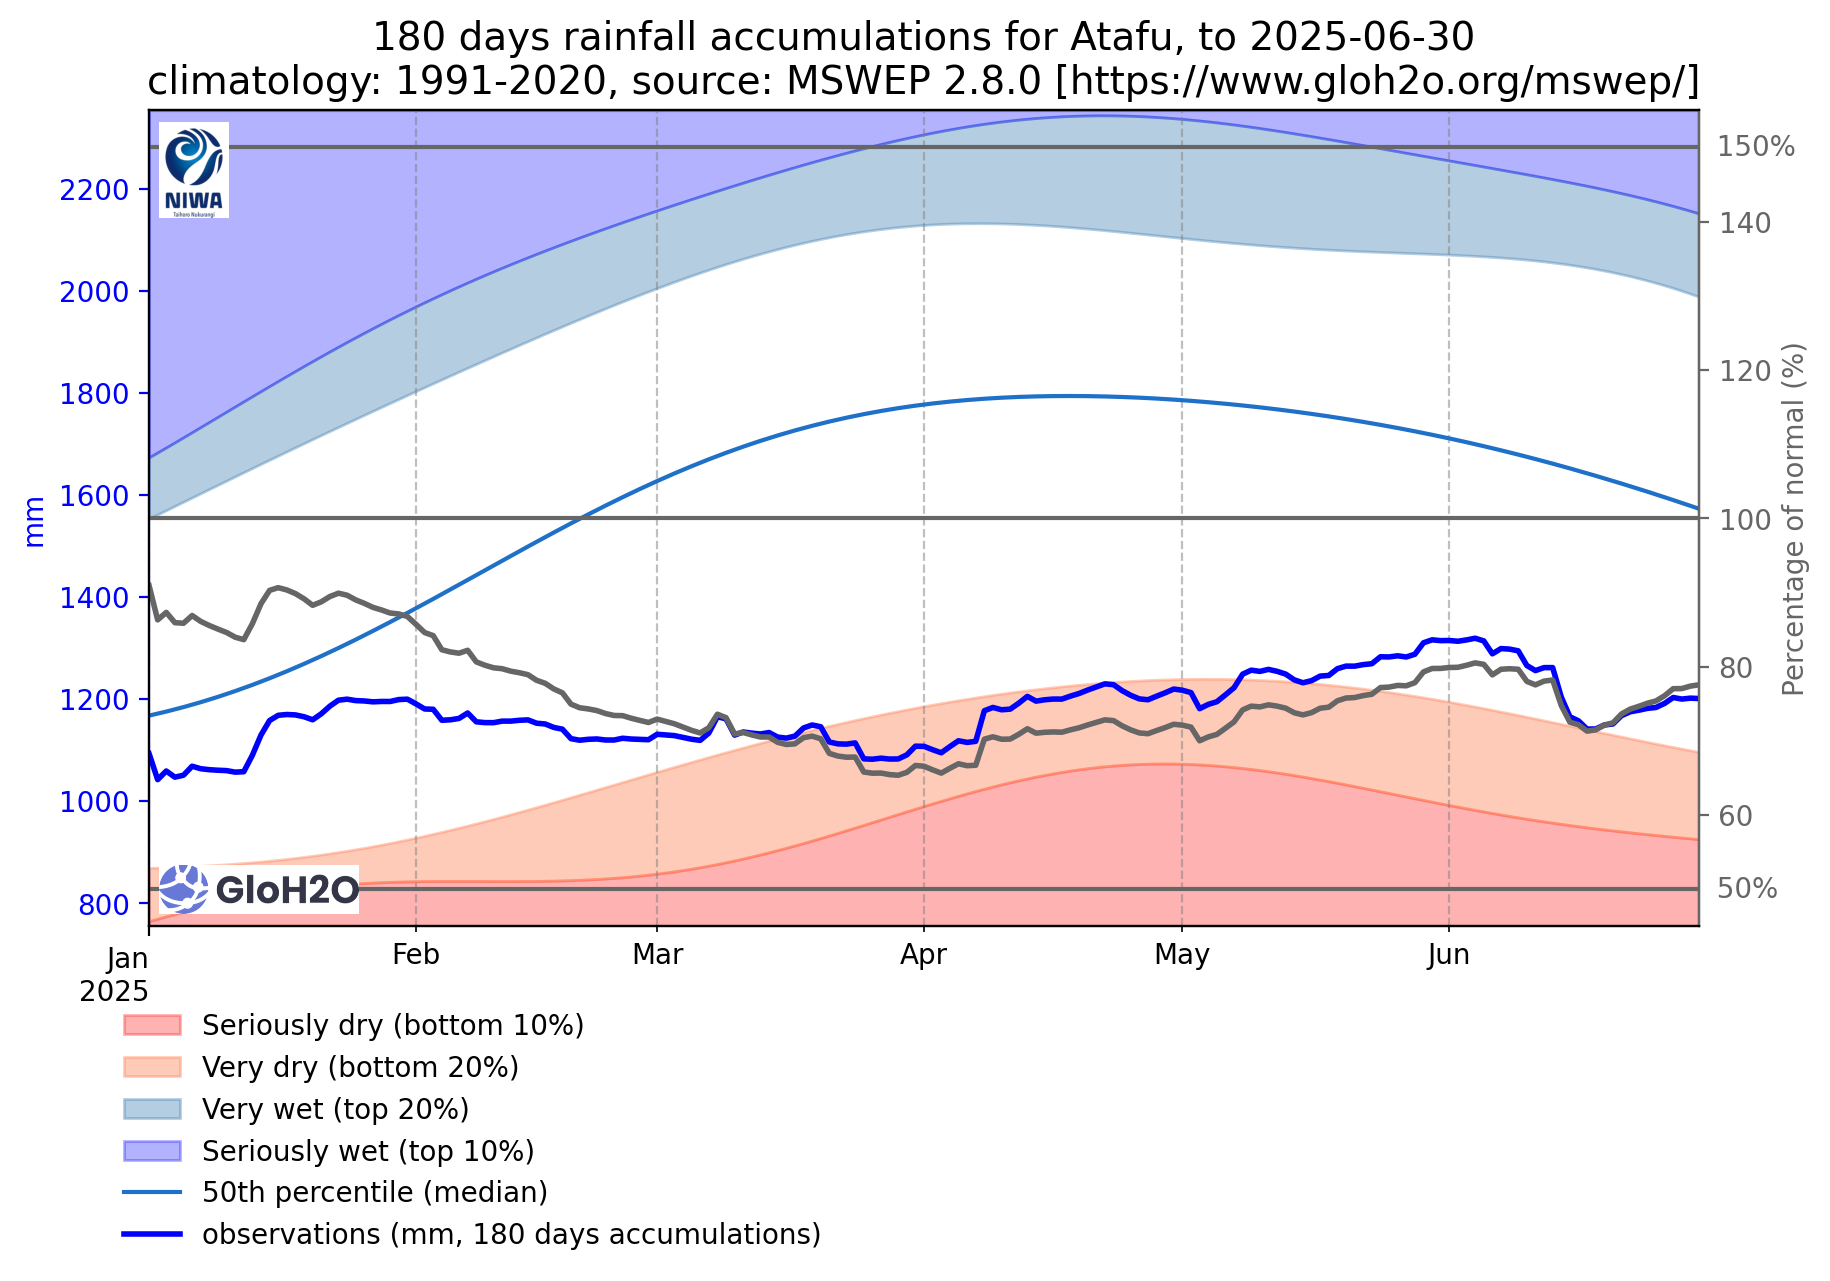 180 days rainfall accumulations for Atafu, to 2025-06-30
climatology: 1991-2020, source: MSWEP 2.8.0 [https://www.gloh2o.org/mswep/]
NIWA
Taihoro Nukurangi
GloH2O
mm
2200
2000
1800
1600
1400
1200
1000
800
150%
140
120
100
80
60
50%
Percentage of normal (%)
Jan
2025
Feb
Mar
Apr
May
Jun
Seriously dry (bottom 10%)
Very dry (bottom 20%)
Very wet (top 20%)
Seriously wet (top 10%)
50th percentile (median)
observations (mm, 180 days accumulations)